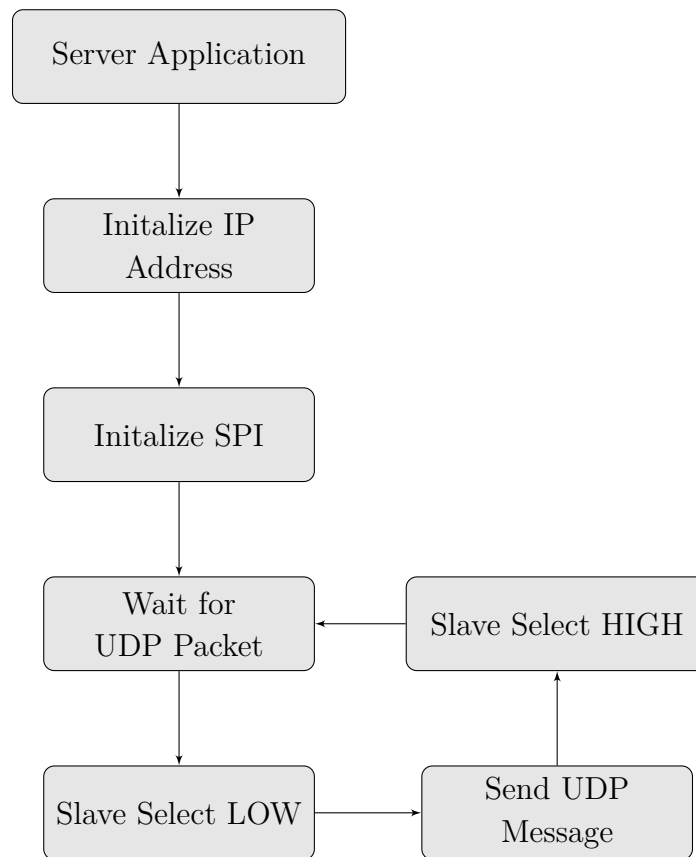 Server Application
Initalize IP
Address
Initalize SPI
Wait for
UDP Packet
Slave Select HIGH
Slave Select LOW
Send UDP
Message